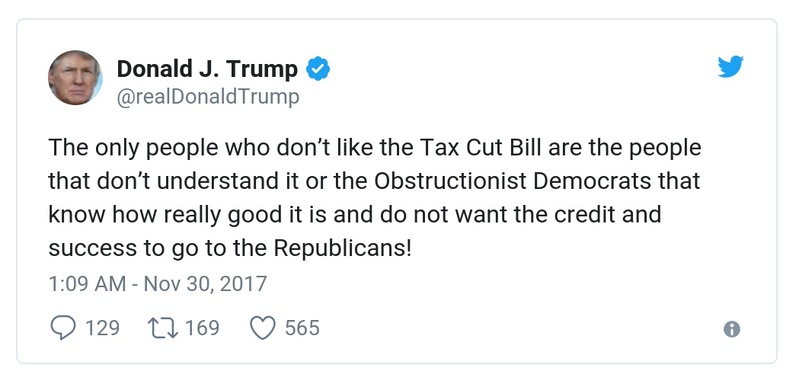 Donald J. Trump
@realDonaldTrump
The only people who don’t like the Tax Cut Bill are the people
that don’t understand it or the Obstructionist Democrats that
know how really good it is and do not want the credit and
success to go to the Republicans!
1:09 AM - Nov 30, 2017
129 169 565